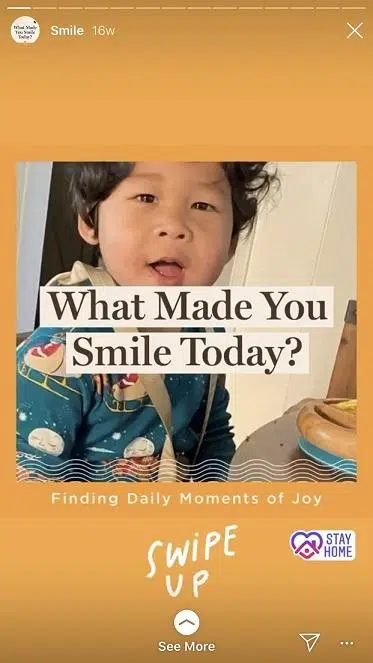 What Made
You Smile
Today?
Smile 16w
What Made You
Smile Today?
Finding Daily Moments of Joy
SWIPE
UP
STAY
HOME
See More